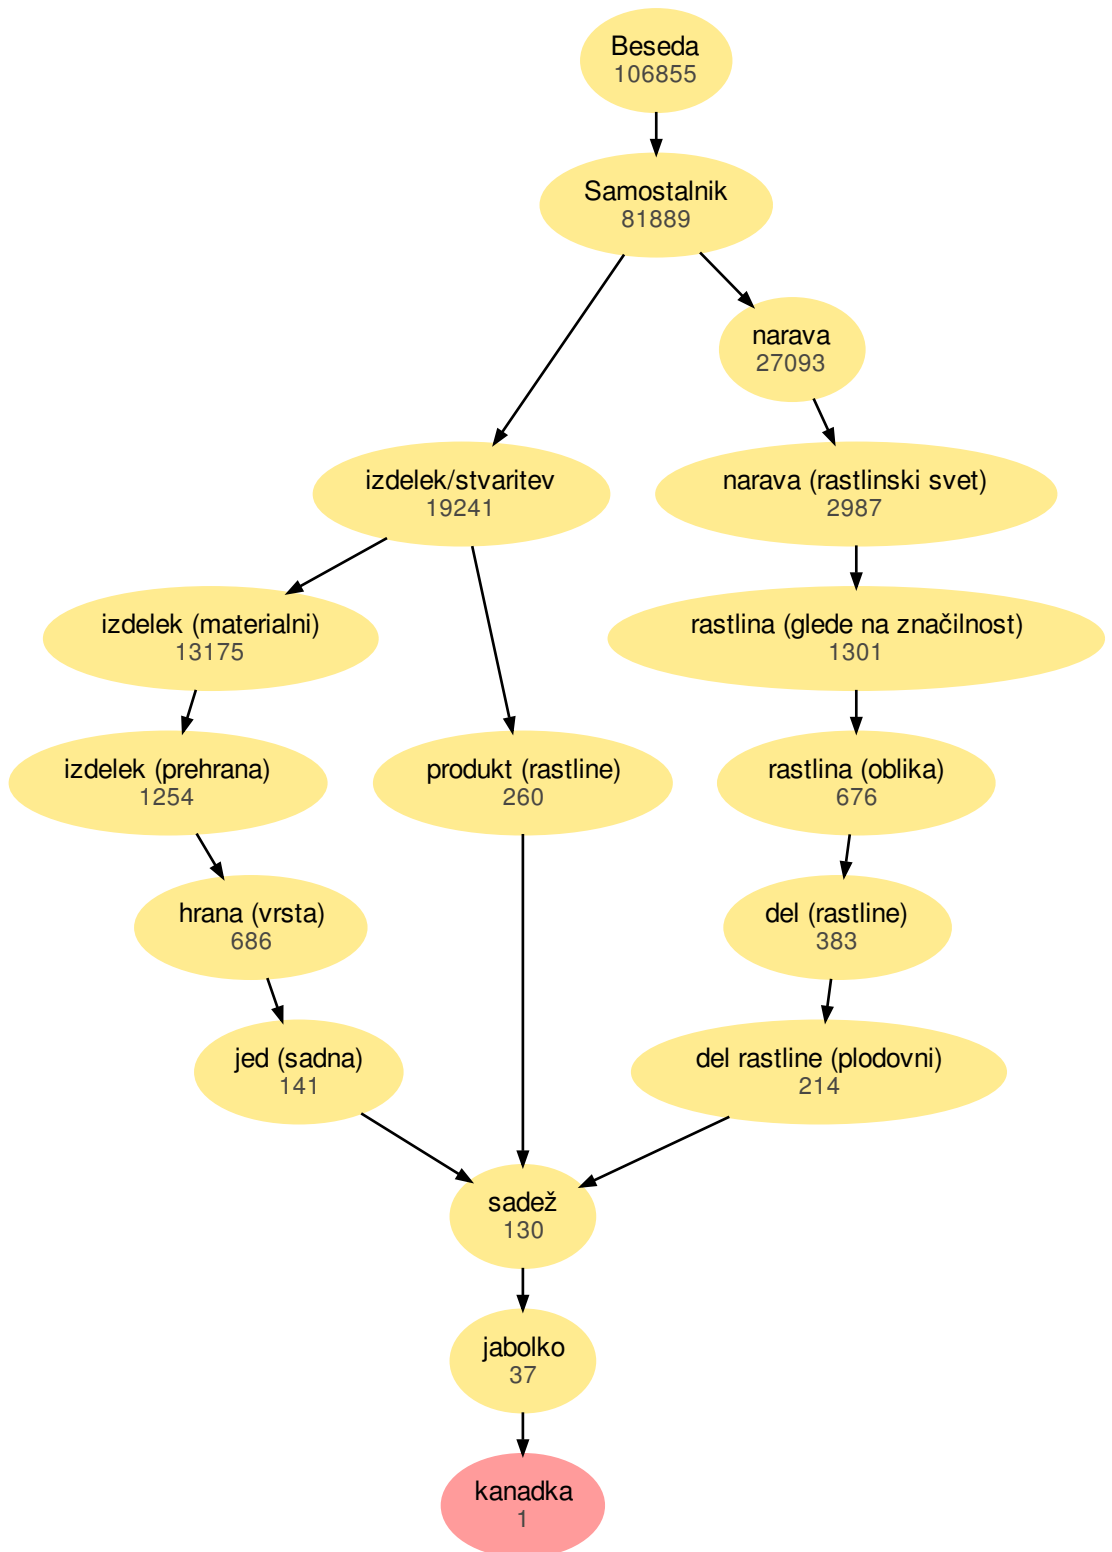 Beseda
106855
Samostalnik
81889
narava
27093
izdelek/stvaritev
19241
narava (rastlinski svet)
2987
izdelek (materialni)
13175
rastlina (glede na značilnost)
1301
izdelek (prehrana)
1254
produkt (rastline)
260
rastlina (oblika)
676
hrana (vrsta)
686
del (rastline)
383
jed (sadna)
141
del rastline (plodovni)
214
sadež
130
jabolko
37
kanadka
1